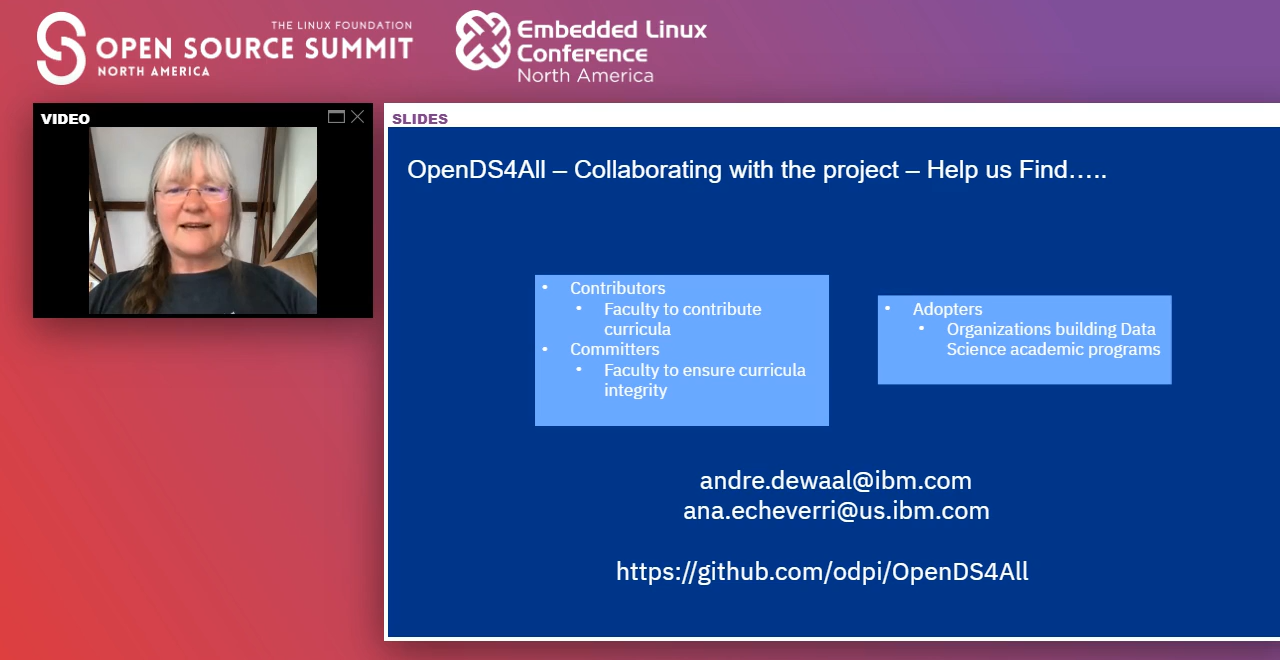 THE LINUX FOUNDATION
OPEN SOURCE SUMMIT
NORTH AMERICA
Embedded Linux
Conference
North America
VIDEO
SLIDES
OpenDS4All – Collaborating with the project – Help us Find…..
• Contributors
• Faculty to contribute
curricula
• Committers
• Faculty to ensure curricula
integrity
• Adopters
• Organizations building Data
Science academic programs
andre.dewaal@ibm.com
ana.echeverri@us.ibm.com
https://github.com/odpi/OpenDS4All